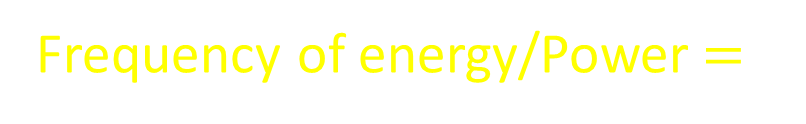 Frequency of energy/Power =